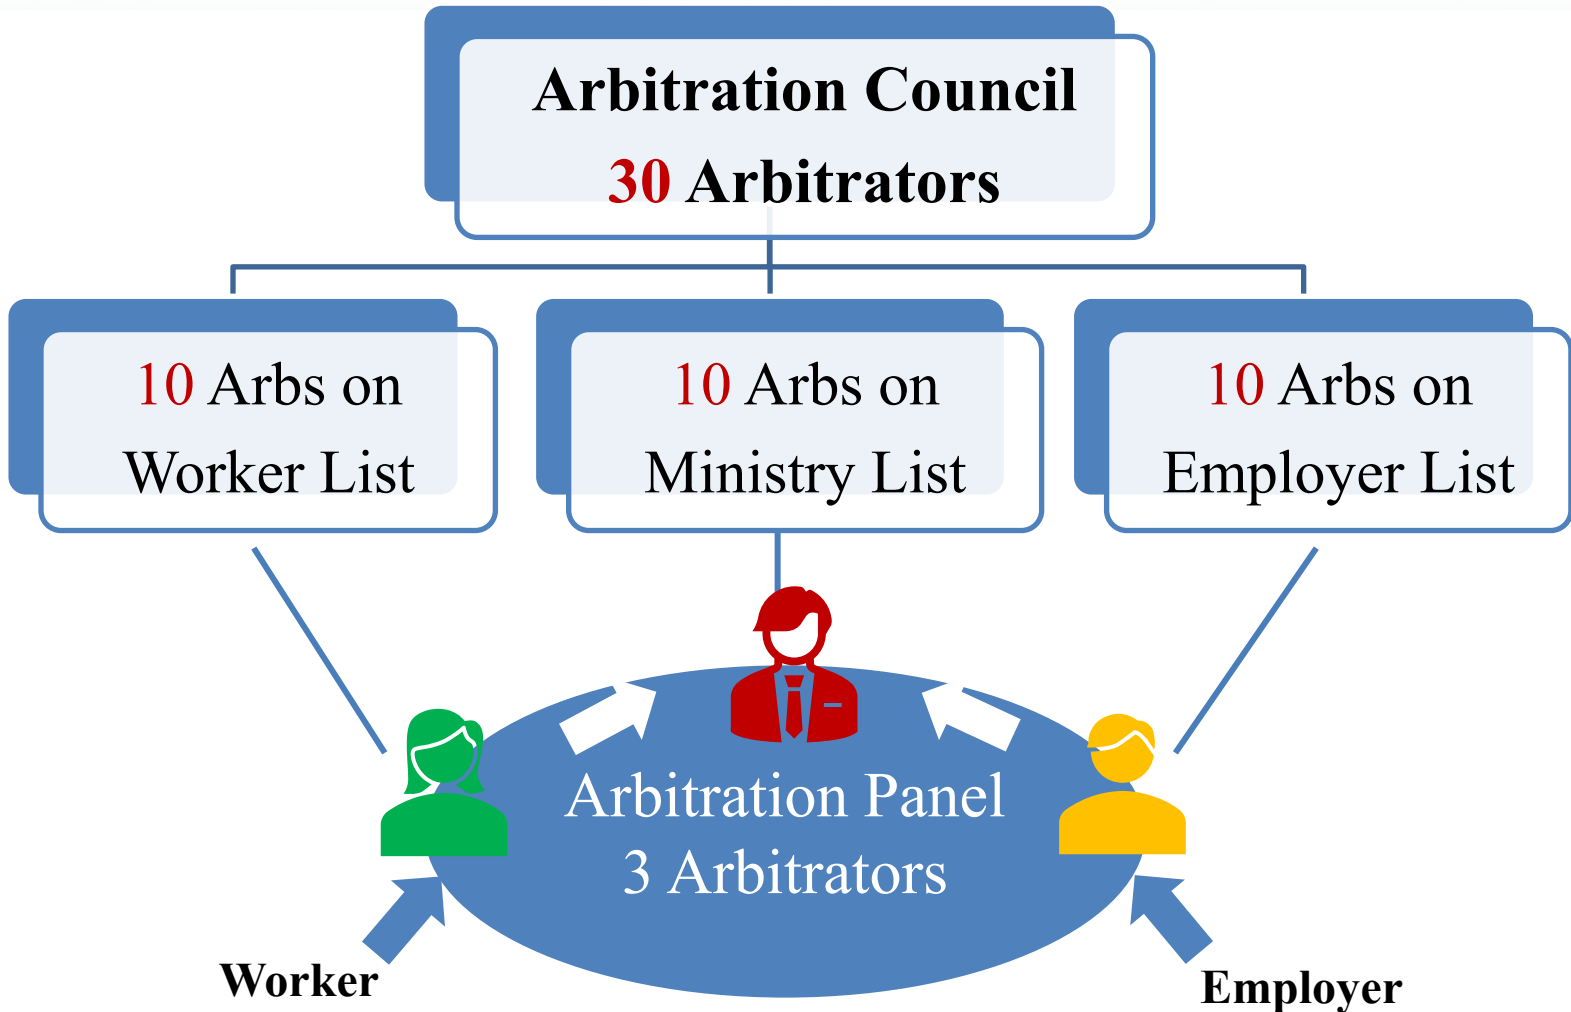 Arbitration Council
30 Arbitrators
10 Arbs on
Worker List
10 Arbs on
Ministry List
10 Arbs on
Employer List
Arbitration Panel
3 Arbitrators
Worker
Employer